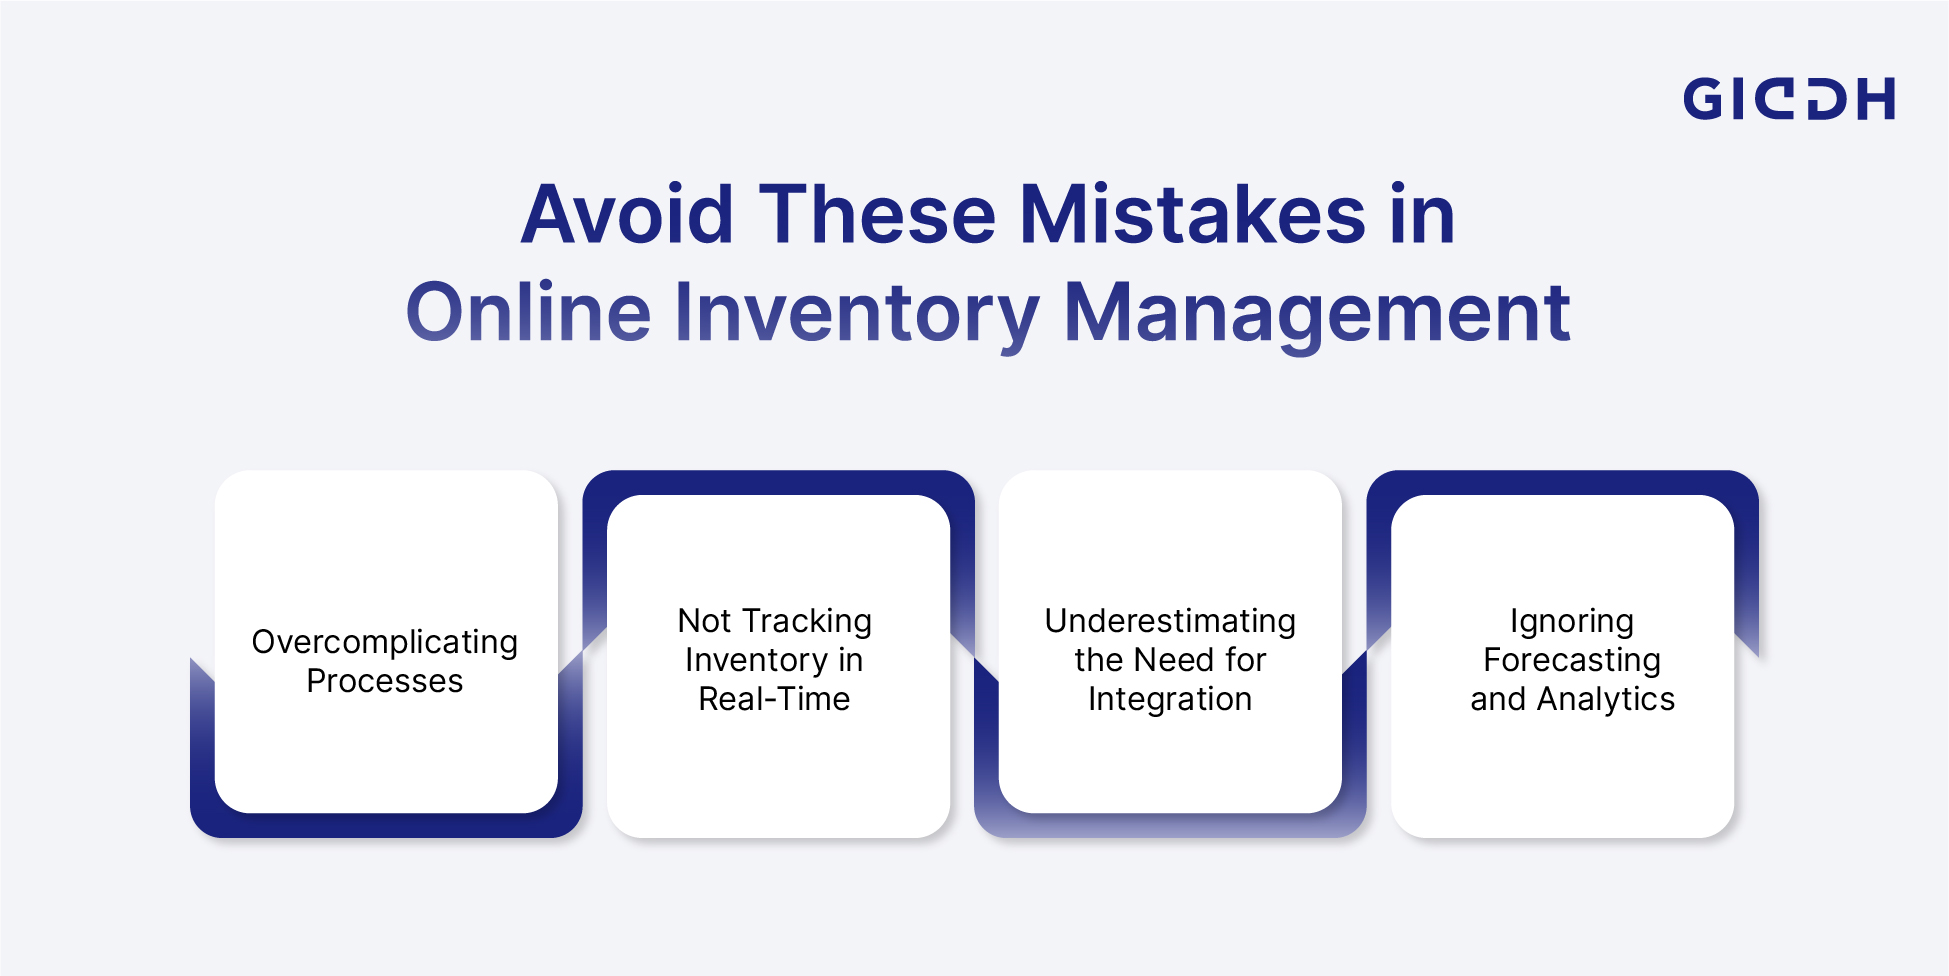 GICDH
Avoid These Mistakes in
Online Inventory Management
Overcomplicating
Processes
Not Tracking
Inventory in
Real-Time
Underestimating
the Need for
Integration
Ignoring
Forecasting
and Analytics